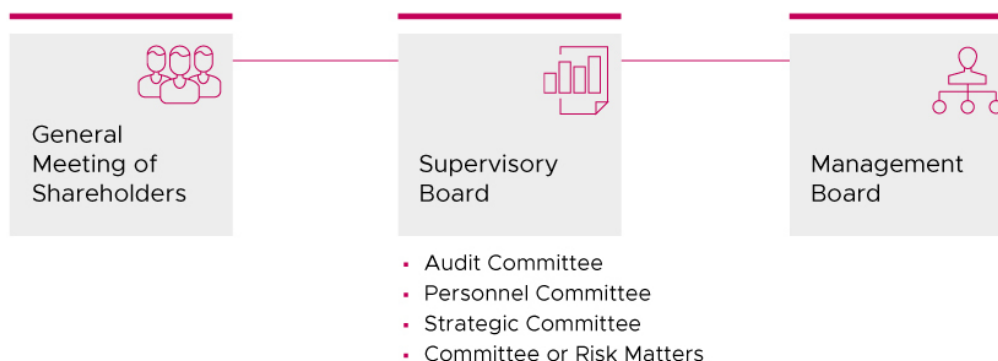 General
Meeting of
Shareholders
Supervisory
Board
Management
Board
Audit Committee
Personnel Committee
Strategic Committee
Committee or Risk Matters